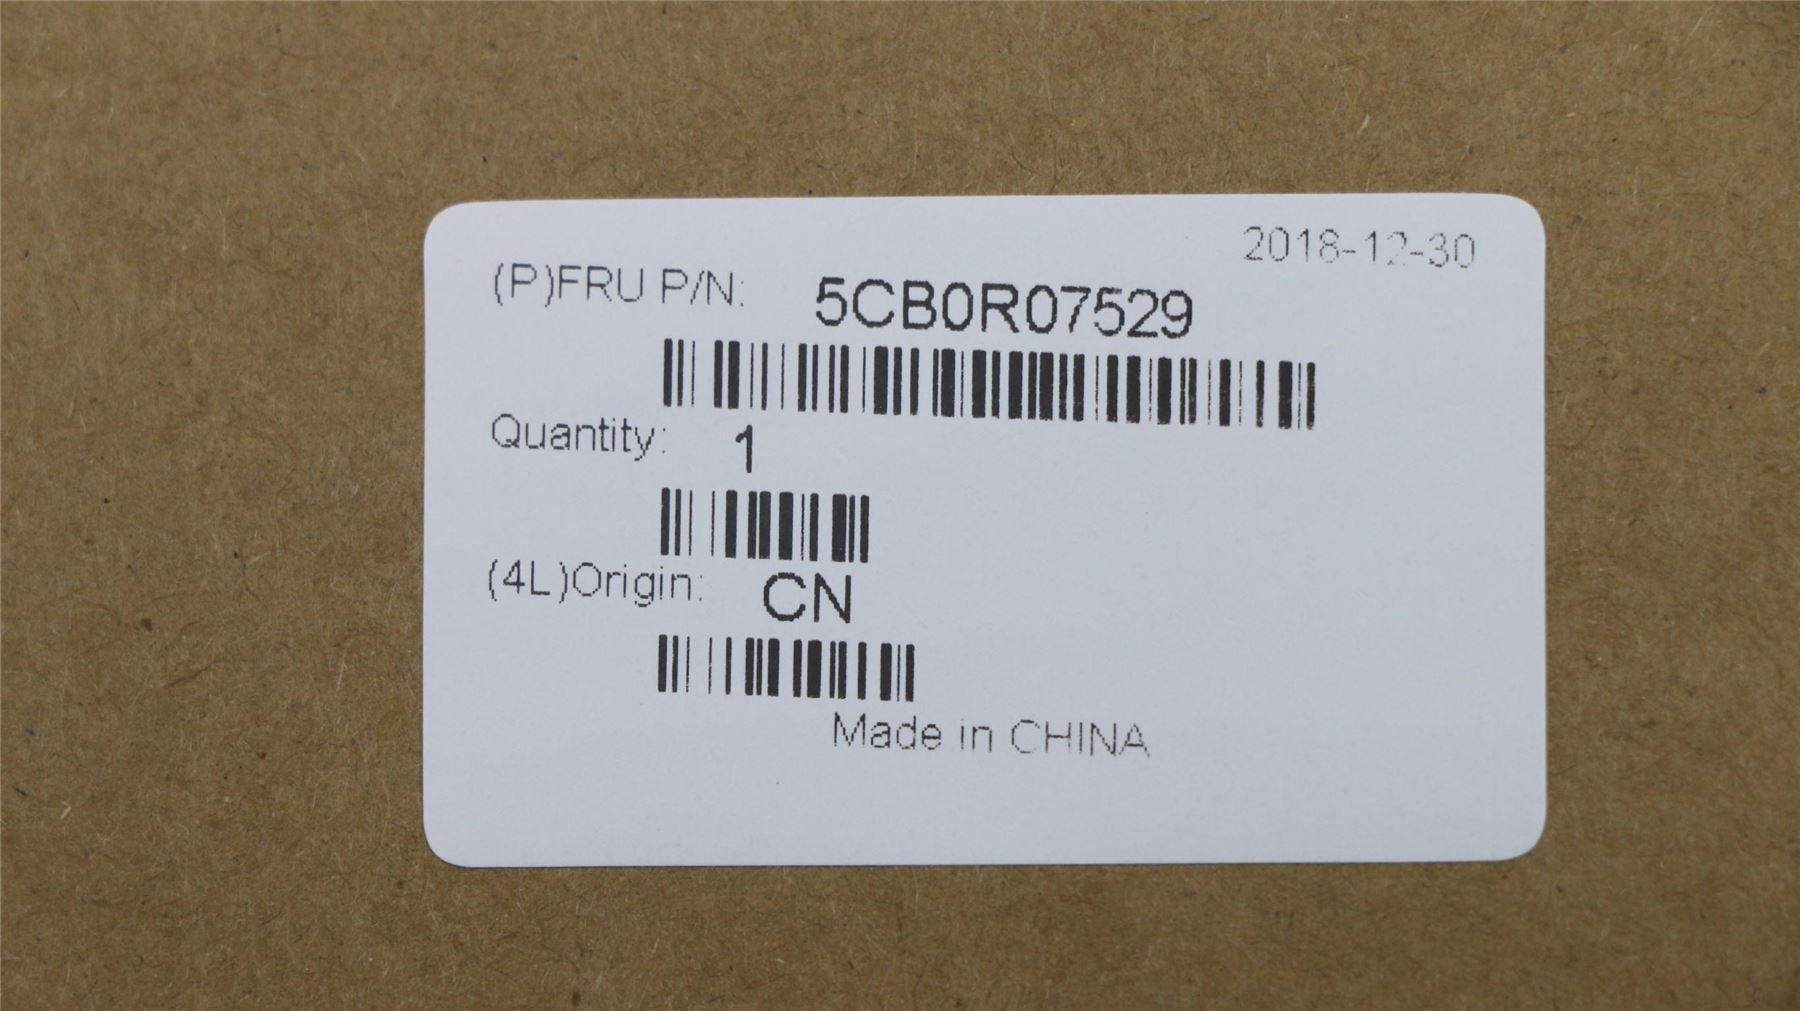 2018-12-30
(P)FRU P/N: 5CB0R07529
Quantity: 1
(4L)Origin: CN
Made in CHINA